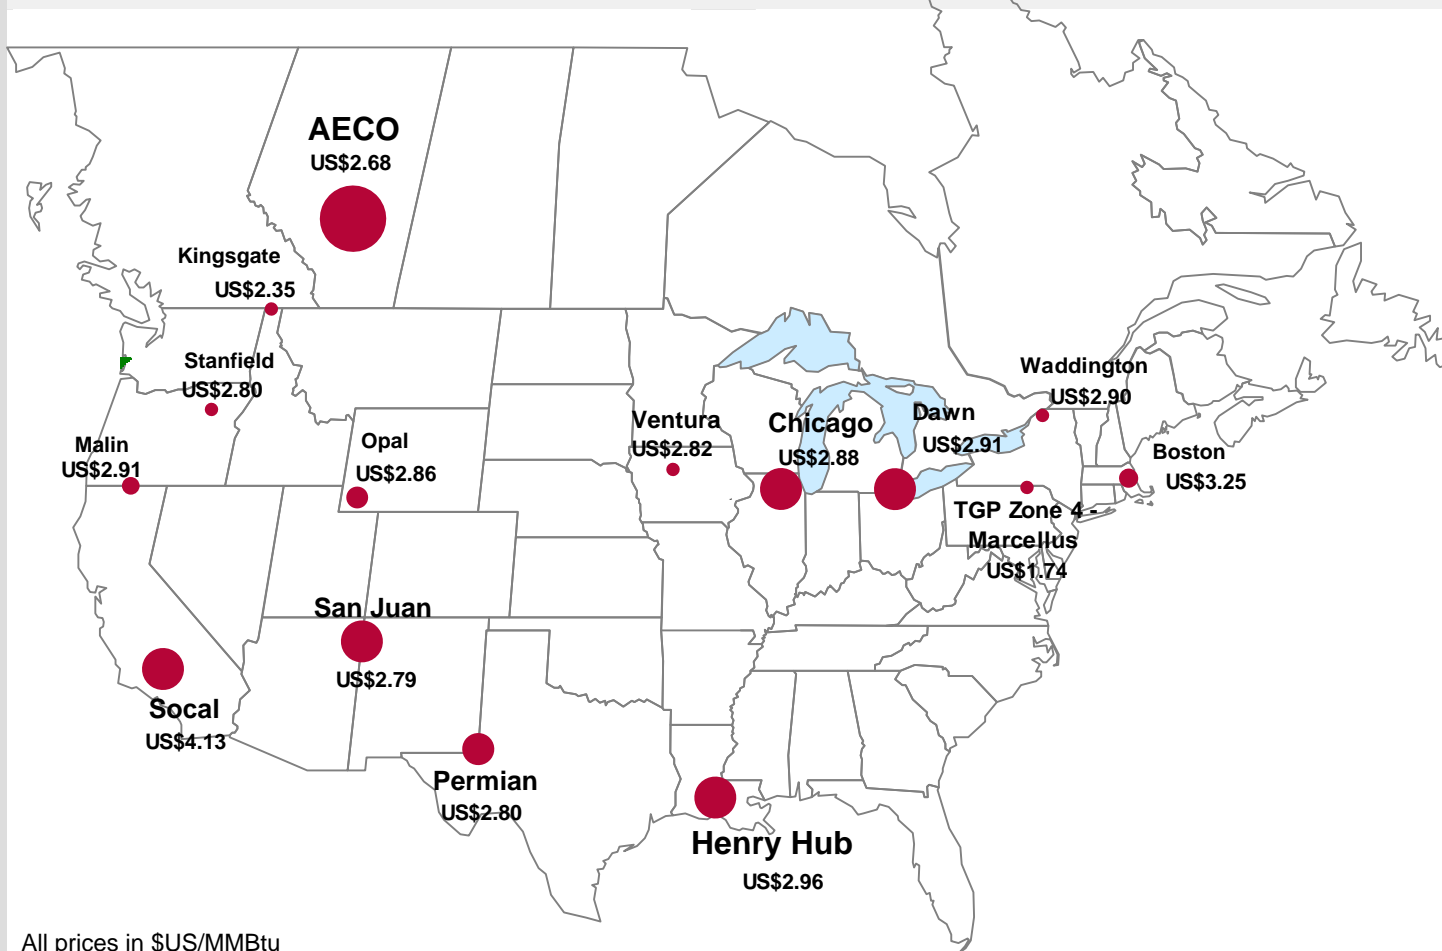 AECO
US$2.68
Kingsgate
US$2.35
Stanfield
US$2.80
Malin
US$2.91
Opal
US$2.86
Ventura
US$2.82
Chicago
US$2.88
Dawn
US$2.91
Waddington
US$2.90
Boston
US$3.25
TGP Zone 4 -
Marcellus
US$1.74
San Juan
US$2.79
Socal
US$4.13
Permian
US$2.80
Henry Hub
US$2.96
All prices in $US/MMBtu